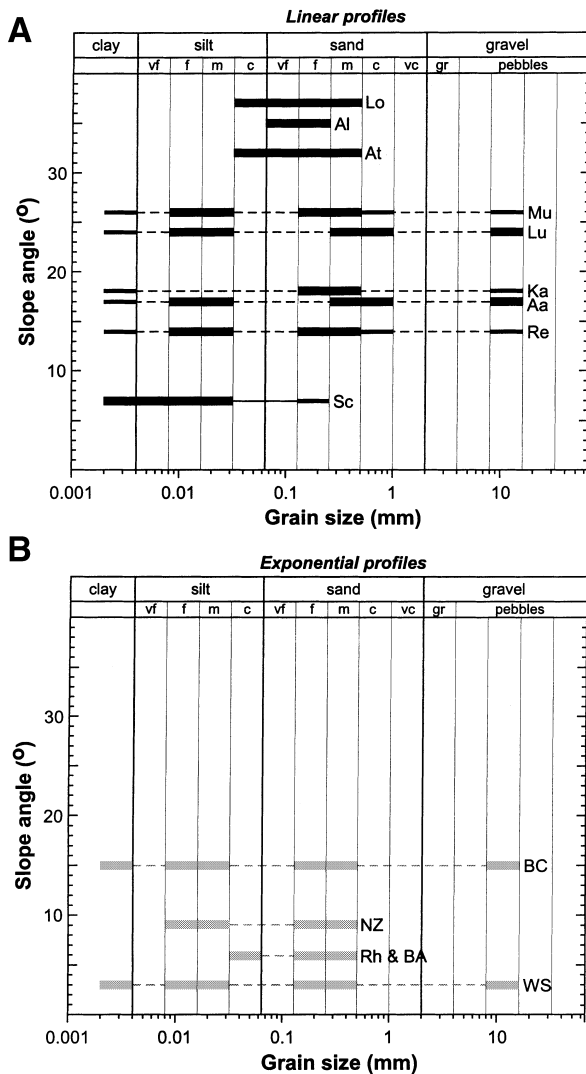 A
Linear profiles
clay silt sand gravel
vf f m c vf f m c vc gr pebbles
Lo
Al
At
30
Mu
Lu
20
Ka
Aa
Re
10
Sc
Slope angle (º)
0.001 0.01 0.1 1 10
Grain size (mm)
B
Exponential profiles
clay silt sand gravel
vf f m c vf f m c vc gr pebbles
30
20
BC
10
NZ
Rh & BA
WS
Slope angle (º)
0.001 0.01 0.1 1 10
Grain size (mm)